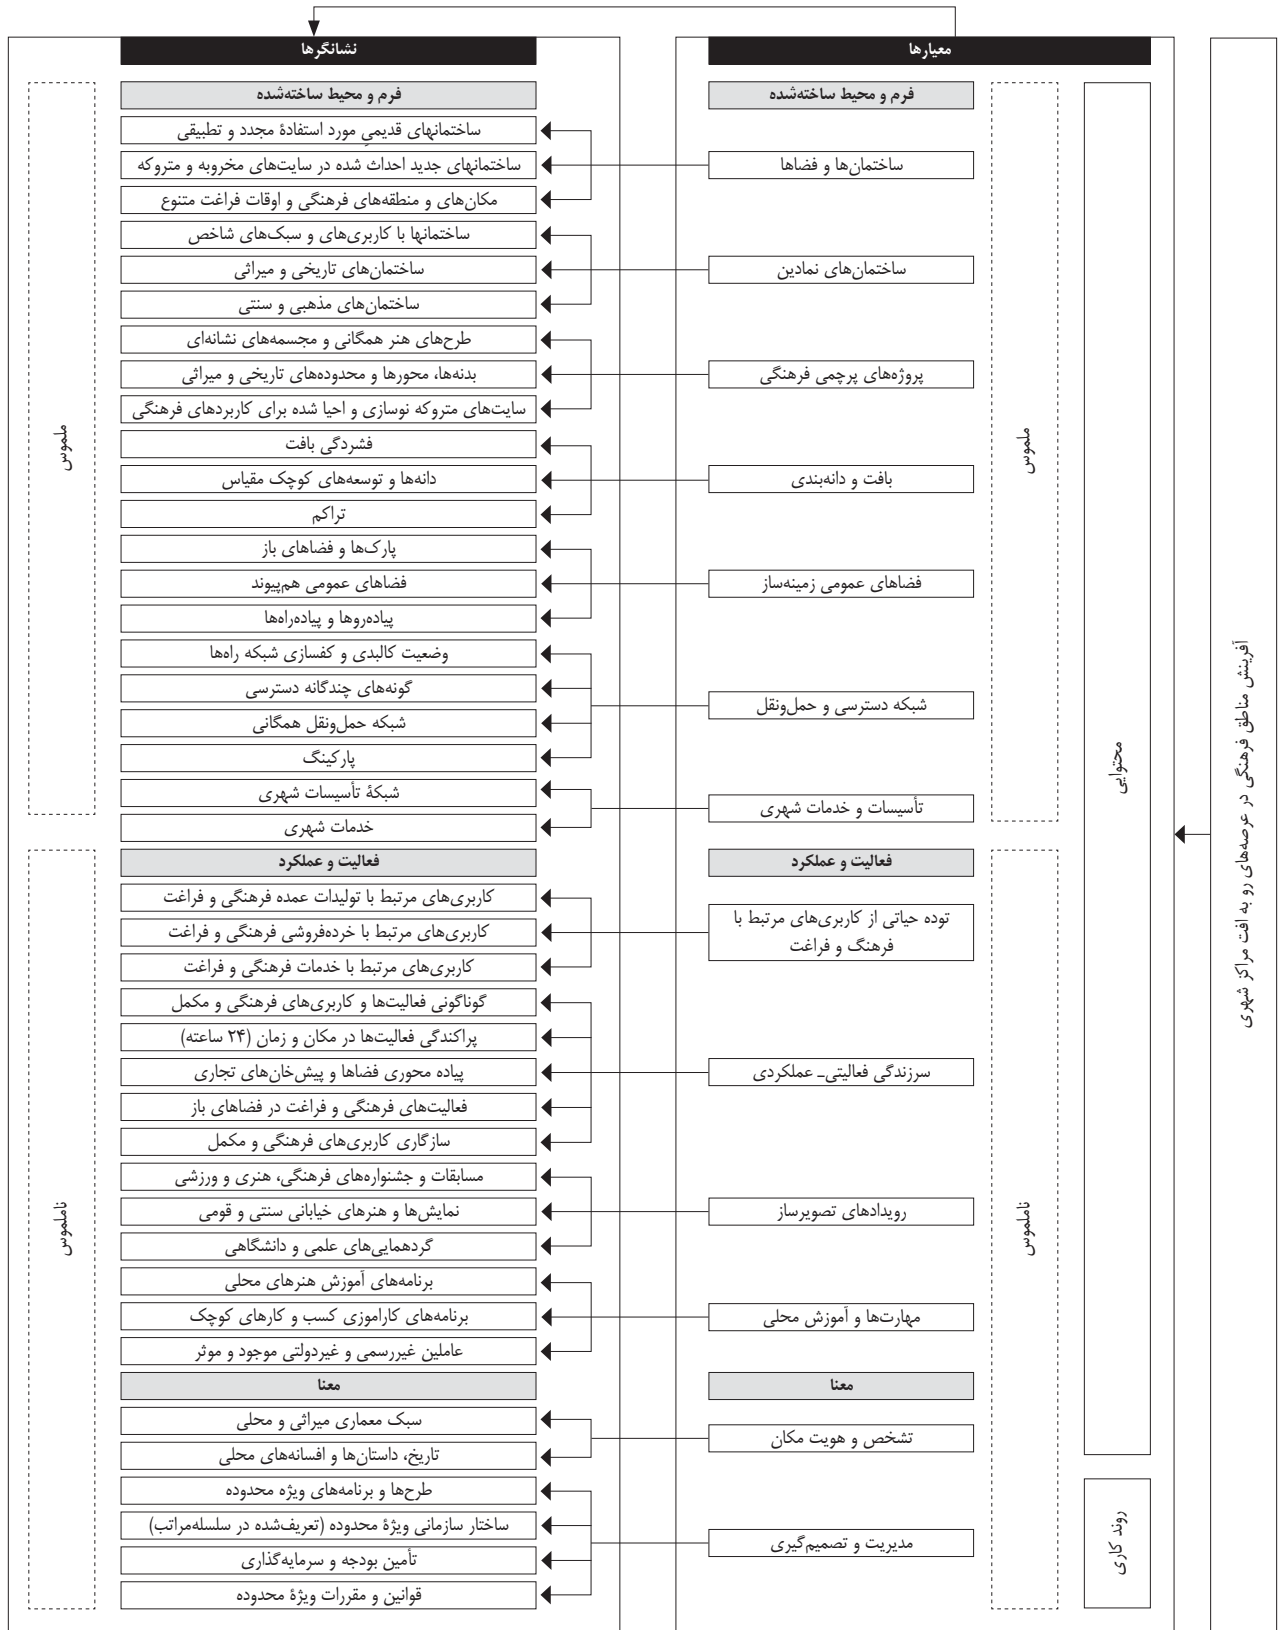 آفرینش مناطق فرهنگی در عرصه‌های رو به افت مراکز شهری
معیارها
محتوایی
روند کاری
ملموس
ناملموس
فرم و محیط ساخته‌شده
ساختمان‌ها و فضاها
ساختمان‌های نمادین
پروژه‌های پرچمی فرهنگی
بافت و دانه‌بندی
فضاهای عمومی زمینه‌ساز
شبکه دسترسی و حمل‌ونقل
تأسیسات و خدمات شهری
فعالیت و عملکرد
توده حیاتی از کاربری‌های مرتبط با
فرهنگ و فراغت
سرزندگی فعالیتی_ عملکردی
رویدادهای تصویرساز
مهارت‌ها و آموزش محلی
معنا
تشخص و هویت مکان
مدیریت و تصمیم‌گیری
نشانگرها
فرم و محیط ساخته‌شده
ساختمانهای قدیمیِ مورد استفادهٔ مجدد و تطبیقی
ساختمانهای جدید احداث شده در سایت‌های مخروبه و متروکه
مکان‌های و منطقه‌های فرهنگی و اوقات فراغت متنوع
ساختمانها با کاربری‌های و سبک‌های شاخص
ساختمان‌های تاریخی و میراثی
ساختمان‌های مذهبی و سنتی
طرح‌های هنر همگانی و مجسمه‌های نشانه‌ای
بدنه‌ها، محورها و محدوده‌های تاریخی و میراثی
سایت‌های متروکه نوسازی و احیا شده برای کاربردهای فرهنگی
فشردگی بافت
دانه‌ها و توسعه‌های کوچک مقیاس
تراکم
پارک‌ها و فضاهای باز
فضاهای عمومی هم‌پیوند
پیاده‌روها و پیاده‌راه‌ها
وضعیت کالبدی و کفسازی شبکه راه‌ها
گونه‌های چندگانه دسترسی
شبکه حمل‌ونقل همگانی
پارکینگ
شبکهٔ تأسیسات شهری
خدمات شهری
فعالیت و عملکرد
کاربری‌های مرتبط با تولیدات عمده فرهنگی و فراغت
کاربری‌های مرتبط با خرده‌فروشی فرهنگی و فراغت
کاربری‌های مرتبط با خدمات فرهنگی و فراغت
گوناگونی فعالیت‌ها و کاربری‌های فرهنگی و مکمل
پراکندگی فعالیت‌ها در مکان و زمان (۲۴ ساعته)
پیاده محوری فضاها و پیش‌خان‌های تجاری
فعالیت‌های فرهنگی و فراغت در فضاهای باز
سازگاری کاربری‌های فرهنگی و مکمل
مسابقات و جشنواره‌های فرهنگی، هنری و ورزشی
نمایش‌ها و هنرهای خیابانی سنتی و قومی
گردهمایی‌های علمی و دانشگاهی
برنامه‌های آموزش هنرهای محلی
برنامه‌های کاراموزی کسب و کارهای کوچک
عاملین غیررسمی و غیردولتی موجود و موثر
معنا
سبک معماری میراثی و محلی
تاریخ، داستان‌ها و افسانه‌های محلی
طرح‌ها و برنامه‌های ویژه محدوده
ساختار سازمانی ویژهٔ محدوده (تعریف‌شده در سلسله‌مراتب)
تأمین بودجه و سرمایه‌گذاری
قوانین و مقررات ویژهٔ محدوده
ملموس
ناملموس